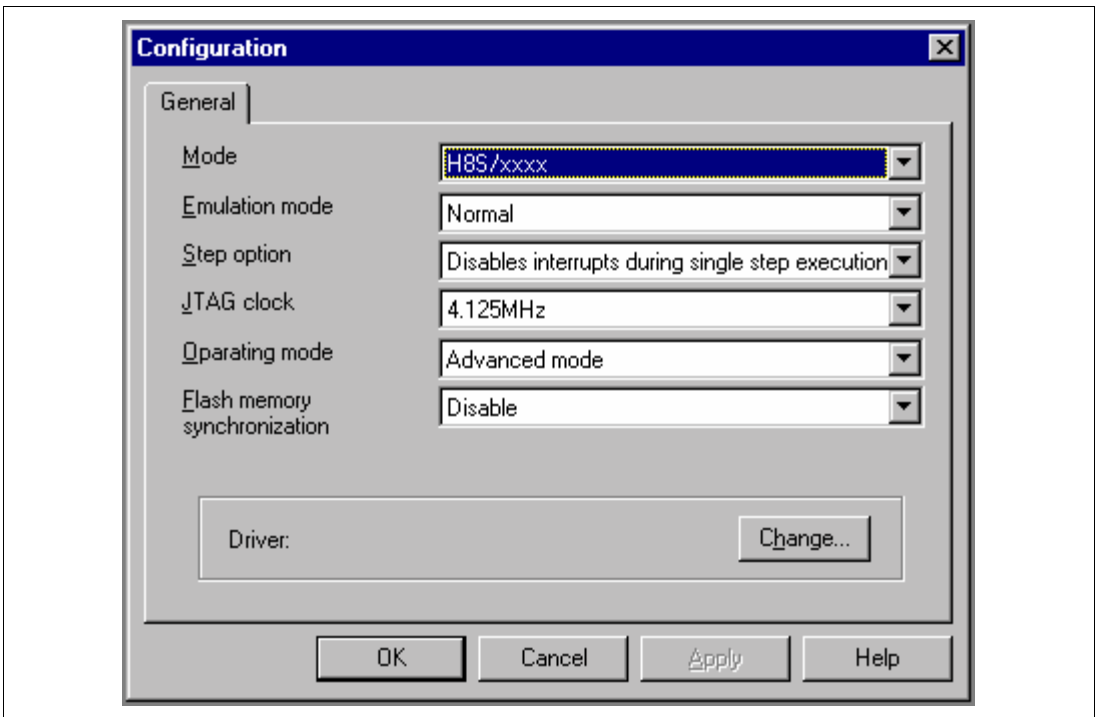 Configuration
General
Mode
H8S/xxxx
Emulation mode
Normal
Step option
Disables interrupts during single step execution
JTAG clock
4.125MHz
Oparating mode
Advanced mode
Flash memory
synchronization
Disable
Driver:
Change...
OK
Cancel
Apply
Help